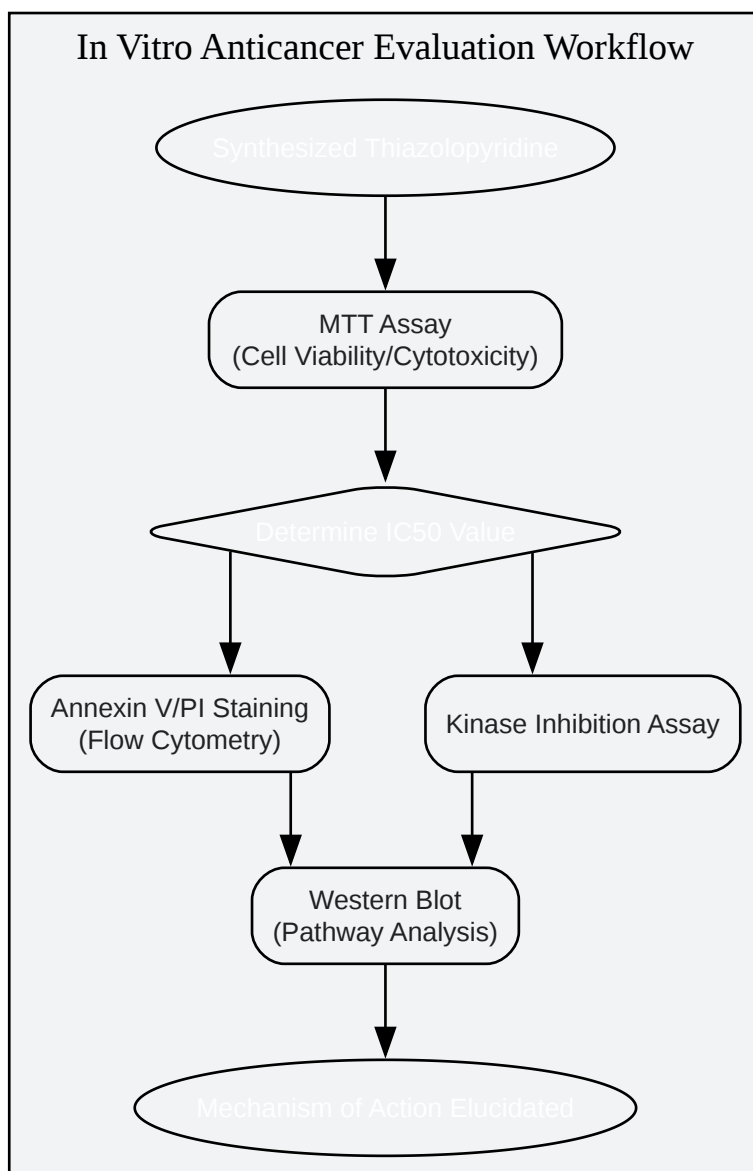 In Vitro Anticancer Evaluation Workflow
Synthesized Thiazolopyridine
MTT Assay
(Cell Viability/Cytotoxicity)
Determine IC50 Value
Annexin V/PI Staining
(Flow Cytometry)
Kinase Inhibition Assay
Western Blot
(Pathway Analysis)
Mechanism of Action Elucidated